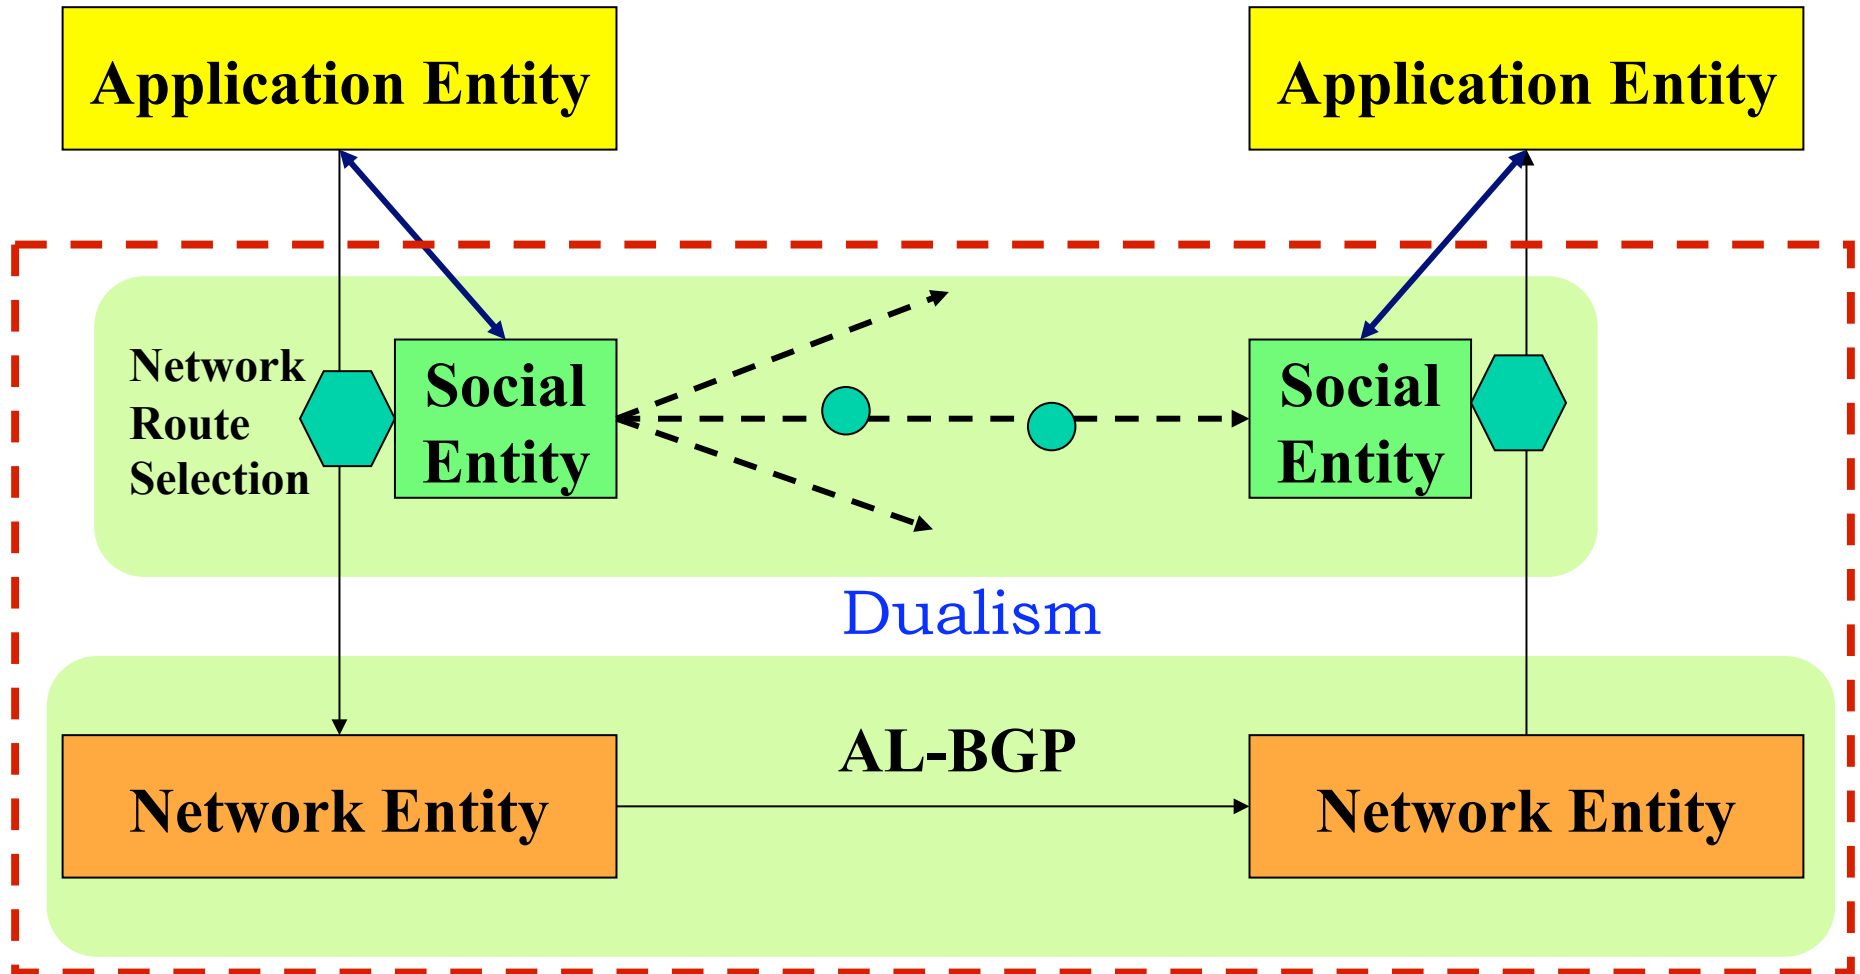 Application Entity
Application Entity
Network
Route
Selection
Social
Entity
Social
Entity
Dualism
AL-BGP
Network Entity
Network Entity